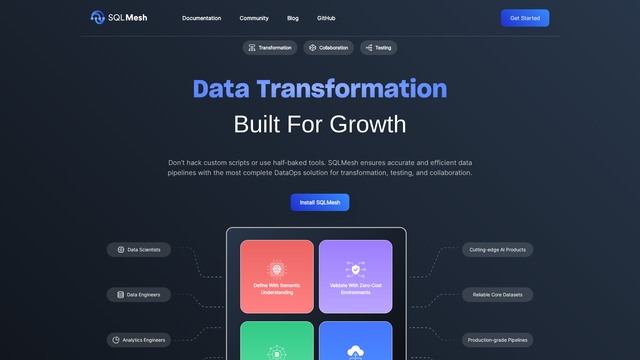 SQLMesh
Documentation
Community
Blog
GitHub
Get Started
Transformation
Collaboration
Testing
Data Transformation
Built For Growth
Don't hack custom scripts or use half-baked tools. SQLMesh ensures accurate and efficient data
pipelines with the most complete DataOps solution for transformation, testing, and collaboration.
Install SQLMesh
Data Scientists
Data Engineers
Analytics Engineers
Define With Semantic
Understanding
Validate With Zero-Cost
Environments
Cutting-edge AI Products
Reliable Core Datasets
Production-grade Pipelines